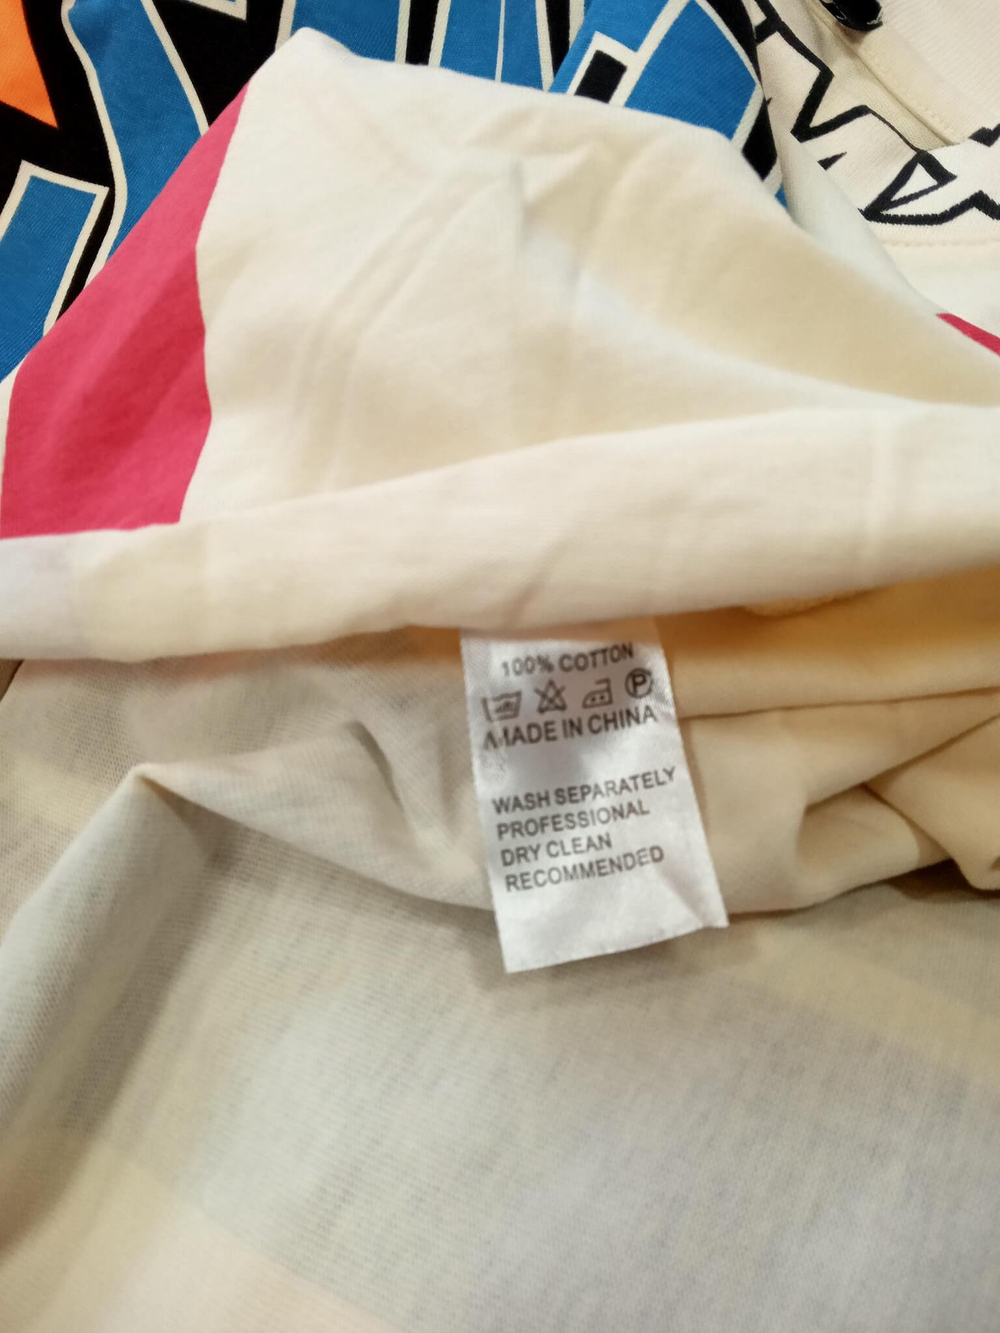 100% COTTON
P
MADE IN CHINA
WASH SEPARATELY
PROFESSIONAL
DRY CLEAN
RECOMMENDED